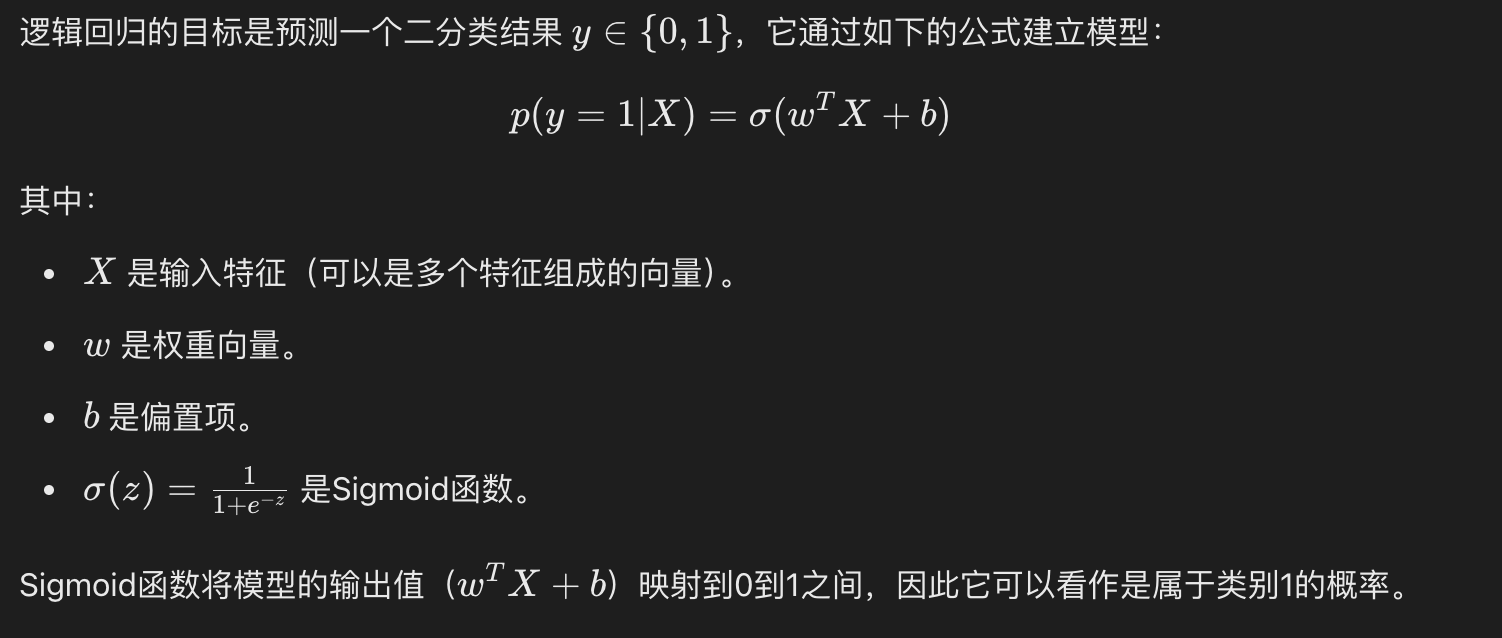 逻辑回归的目标是预测一个二分类结果 y ∈ {0, 1}，它通过如下的公式建立模型：
p(y = 1|X) = σ(wᵀX + b)
其中：
• X 是输入特征（可以是多个特征组成的向量）。
• w 是权重向量。
• b 是偏置项。
• σ(z) = 1/(1+e⁻ᶻ) 是Sigmoid函数。
Sigmoid函数将模型的输出值（wᵀX + b）映射到0到1之间，因此它可以看作是属于类别1的概率。